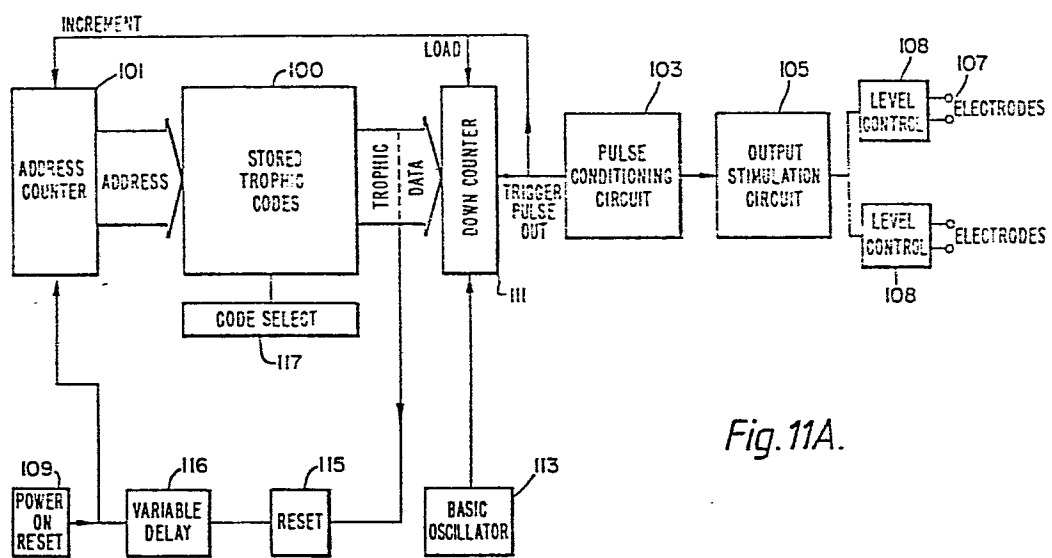 INCREMENT
LOAD
101
100
103
105
108
107
ADDRESS
COUNTER
ADDRESS
STORED
TROPHIC
CODES
TROPHIC
DATA
DOWN COUNTER
TRIGGER
PULSE
OUT
PULSE
CONDITIONING
CIRCUIT
OUTPUT
STIMULATION
CIRCUIT
LEVEL
CONTROL
ELECTRODES
LEVEL
CONTROL
ELECTRODES
108
111
CODE SELECT
117
Fig. 11A.
109
116
115
113
POWER
ON
RESET
VARIABLE
DELAY
RESET
BASIC
OSCILLATOR